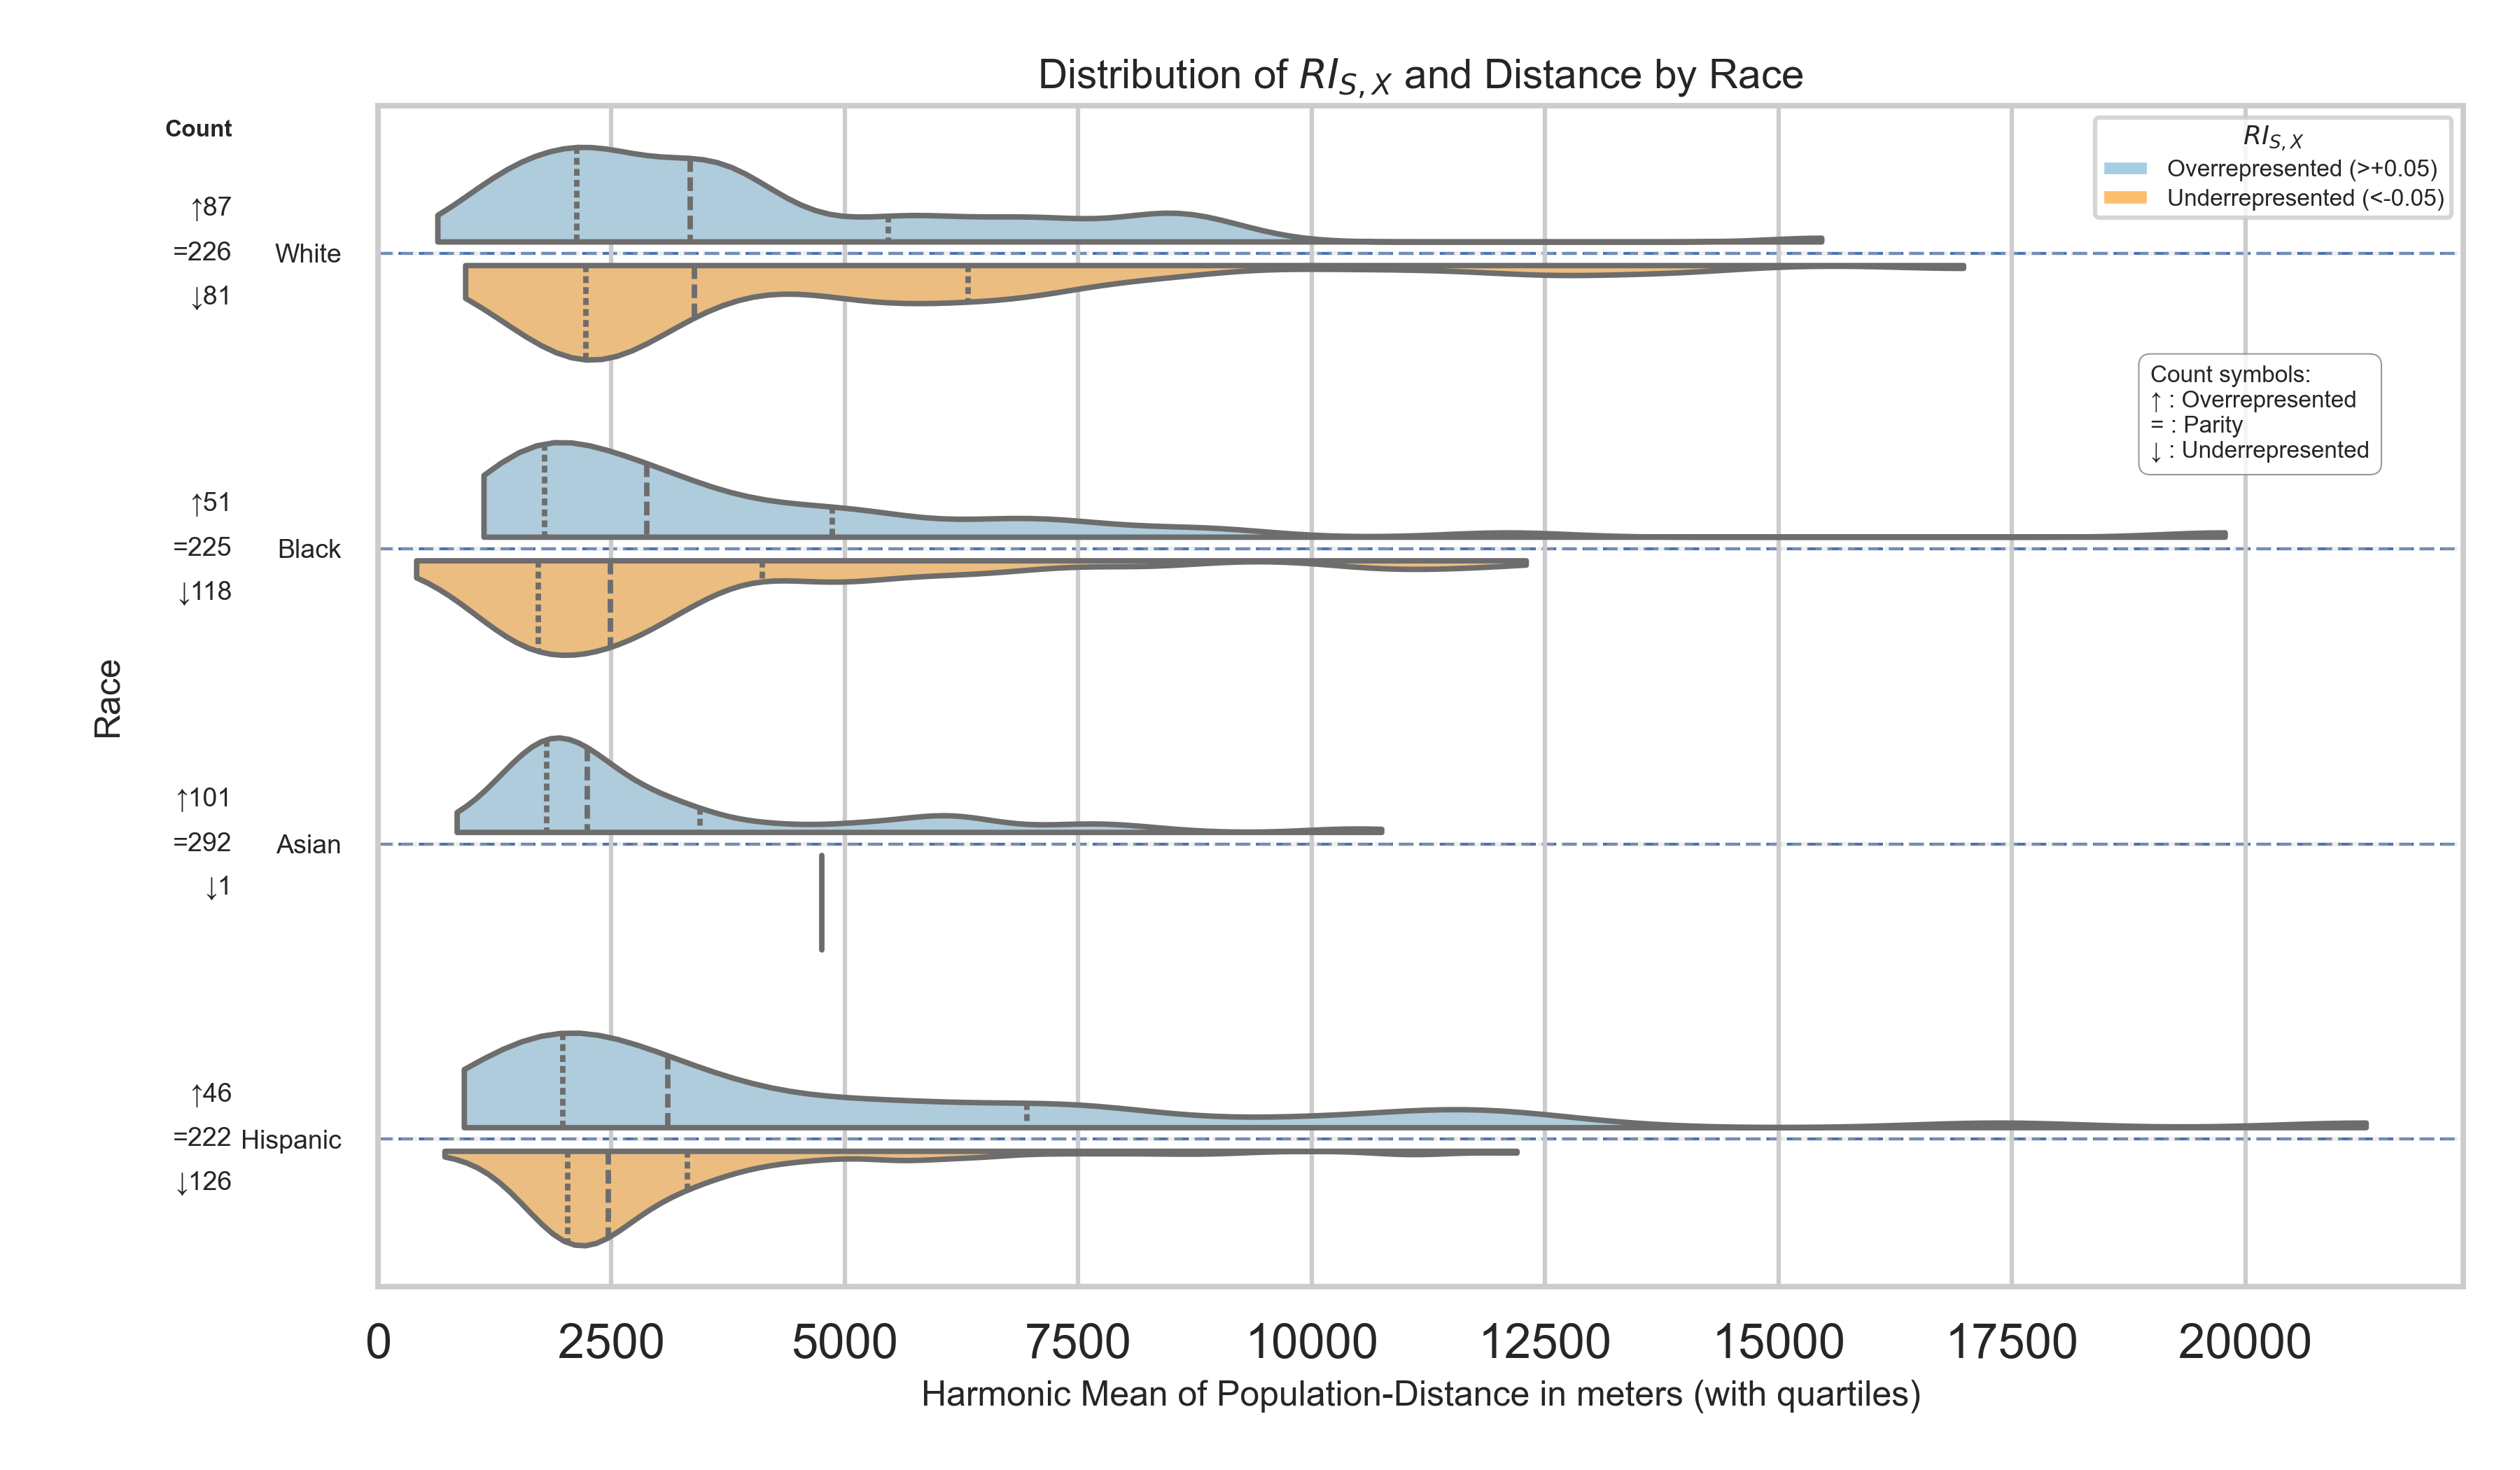 Distribution of RI_{S,X} and Distance by Race
Count
RI_{S,X}
Overrepresented (>+0.05)
Underrepresented (<-0.05)
↑87
=226
White
↓81
Count symbols:
↑ : Overrepresented
= : Parity
↓ : Underrepresented
↑51
=225
Black
↓118
Race
↑101
=292
Asian
↓1
↑46
=222
Hispanic
↓126
0 2500 5000 7500 10000 12500 15000 17500 20000
Harmonic Mean of Population-Distance in meters (with quartiles)